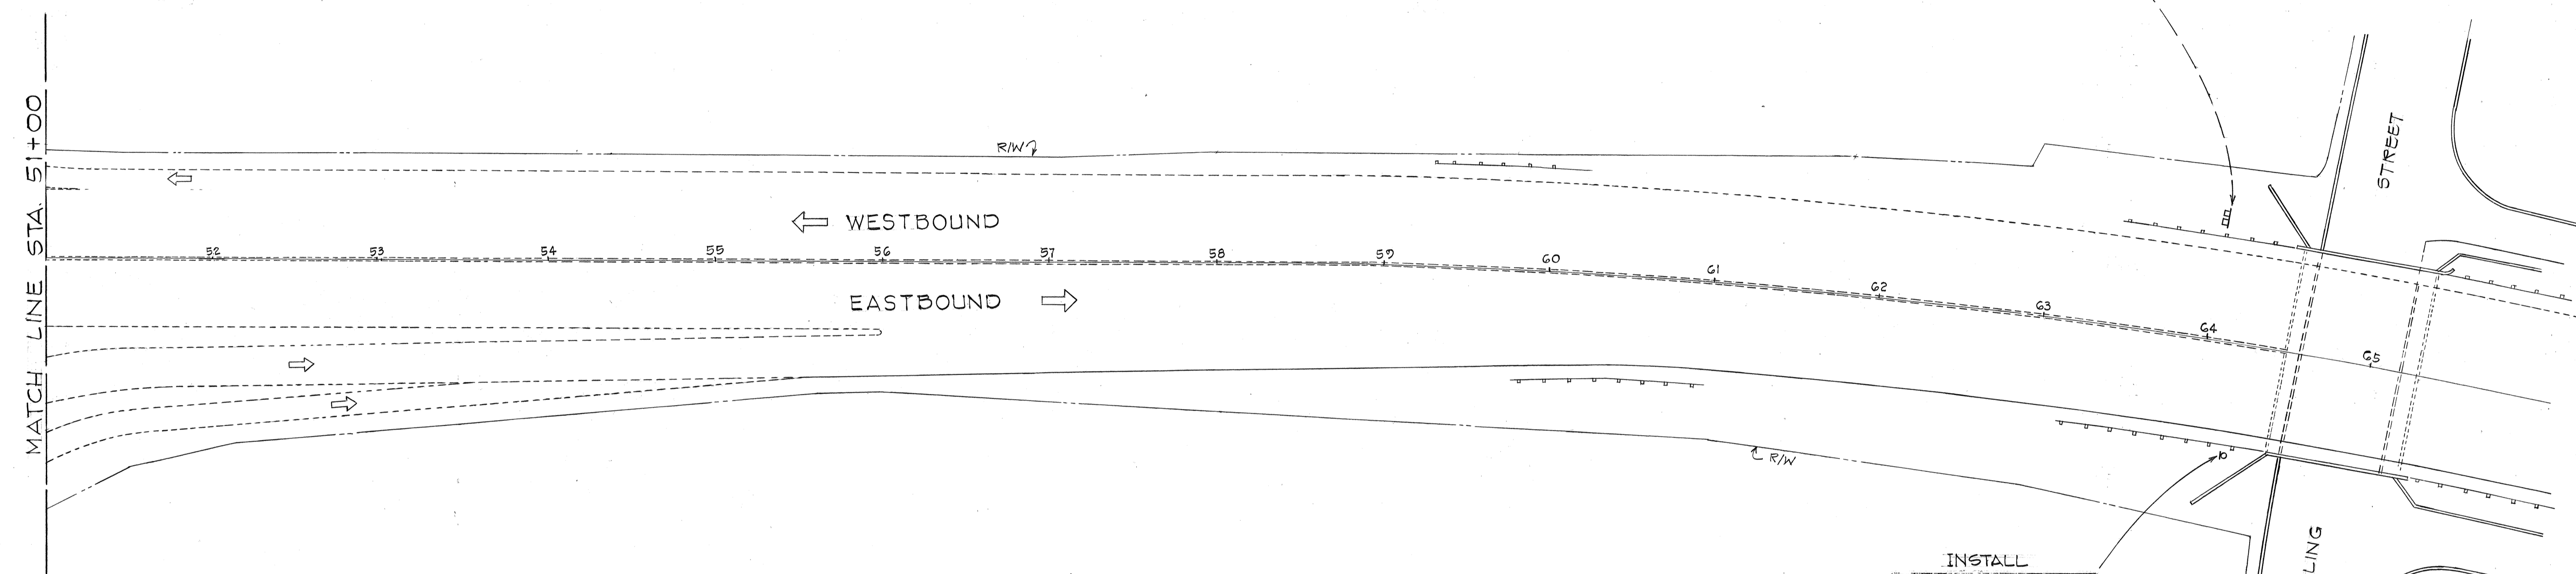 MATCH LINE STA. 51+00
R/W
STREET
WESTBOUND
52 53 54 55 56 57 58 59 60 61 62 63 64 65
EASTBOUND
R/W
INSTALL
LING